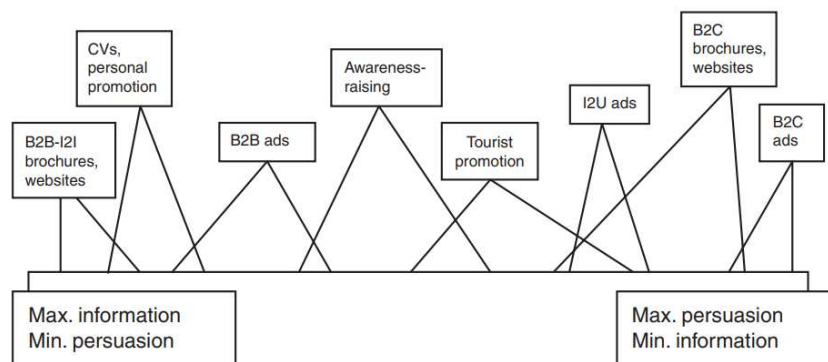 CVs,
personal
promotion
B2B-I2I
brochures,
websites
B2B ads
Awareness-
raising
Tourist
promotion
I2U ads
B2C
brochures,
websites
B2C
ads
Max. information
Min. persuasion
Max. persuasion
Min. information